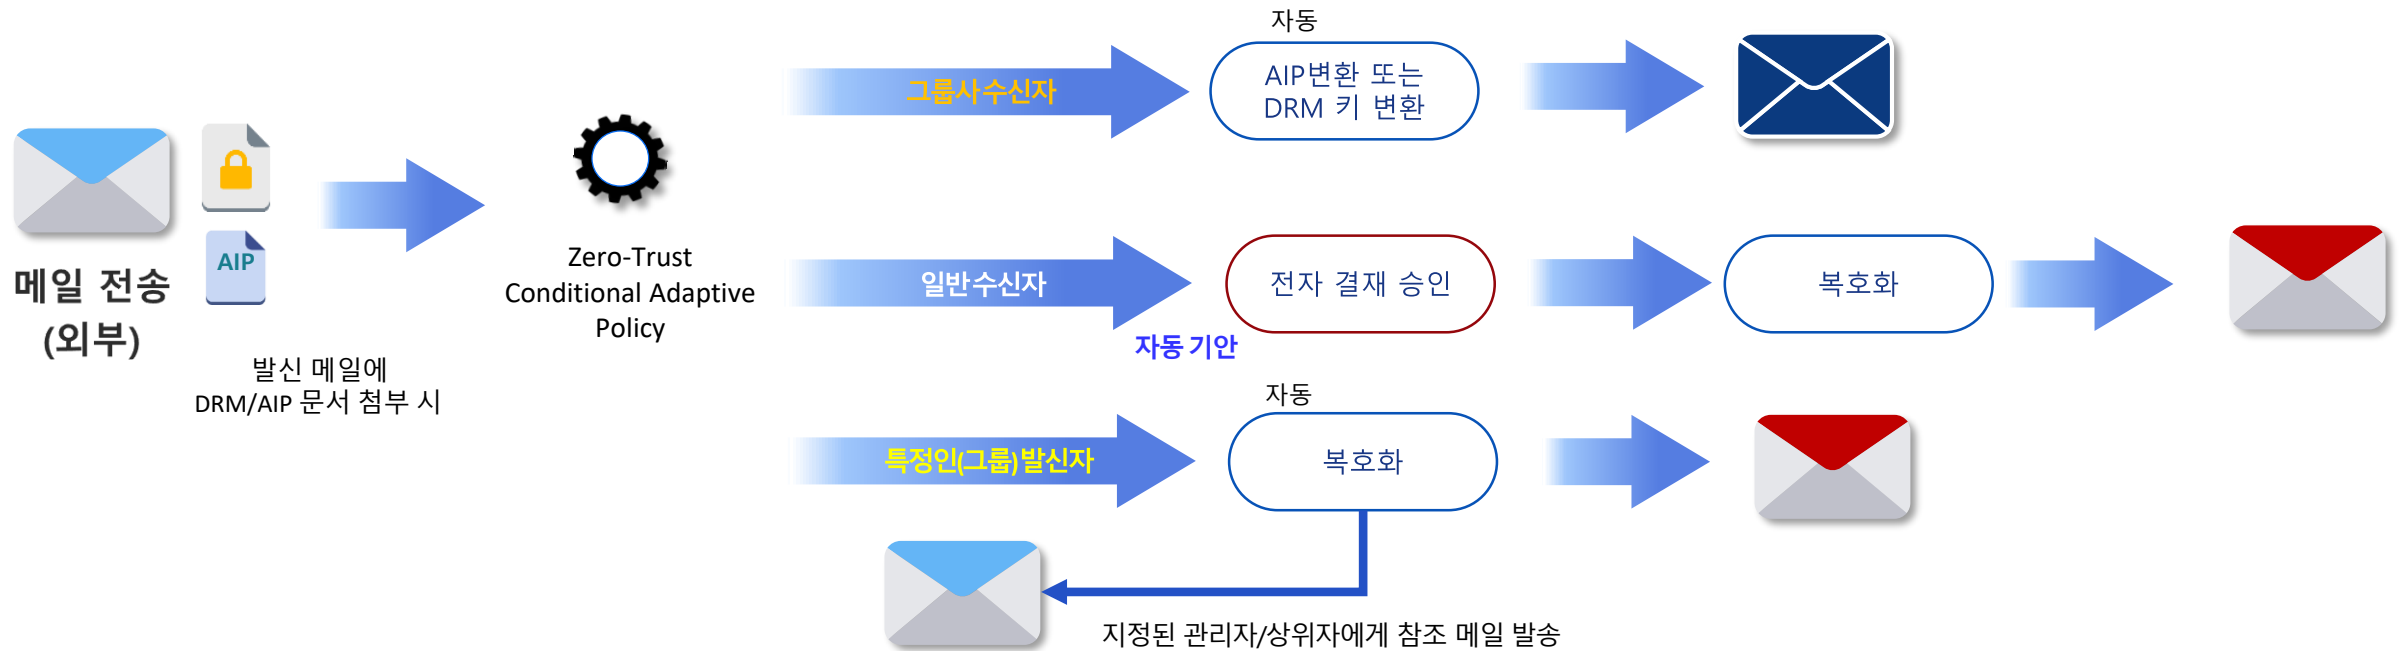 메일 전송
(외부)
AIP
발신 메일에
DRM/AIP 문서 첨부 시
Zero-Trust
Conditional Adaptive
Policy
그룹사 수신자
자동
AIP변환 또는
DRM 키 변환
일반 수신자
자동 기안
전자 결재 승인
복호화
특정인(그룹) 발신자
자동
복호화
지정된 관리자/상위자에게 참조 메일 발송